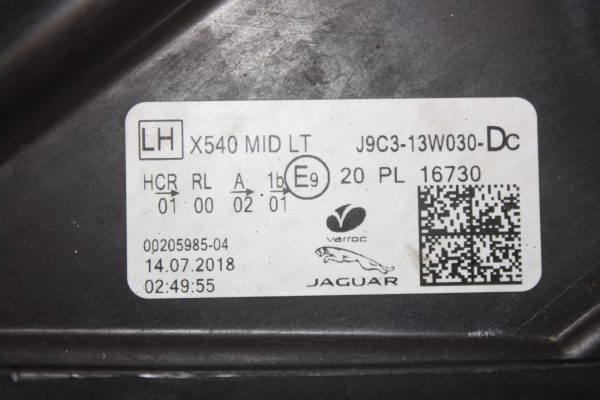 LH X540 MID LT J9C3-13W030-Dc
HCR RL A 1b E9 20 PL 16730
01 00 02 01
varroc
00205985-04
14.07.2018
02:49:55 JAGUAR